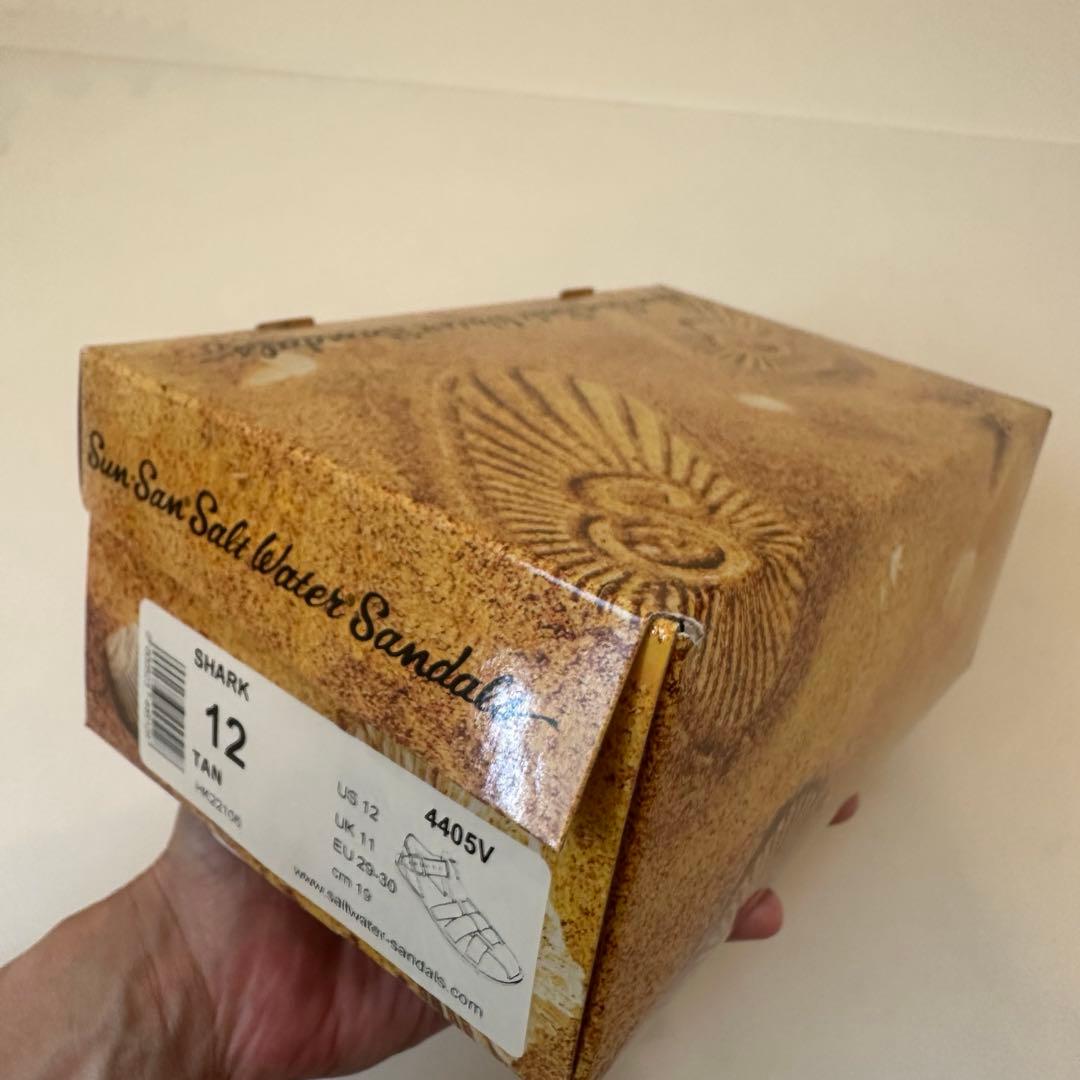 Sun-San® Salt Water® Sandals
SHARK
12
TAN
US 12
UK 11
EU 29-30
cm 19
4405V
www.saltwater-sandals.com